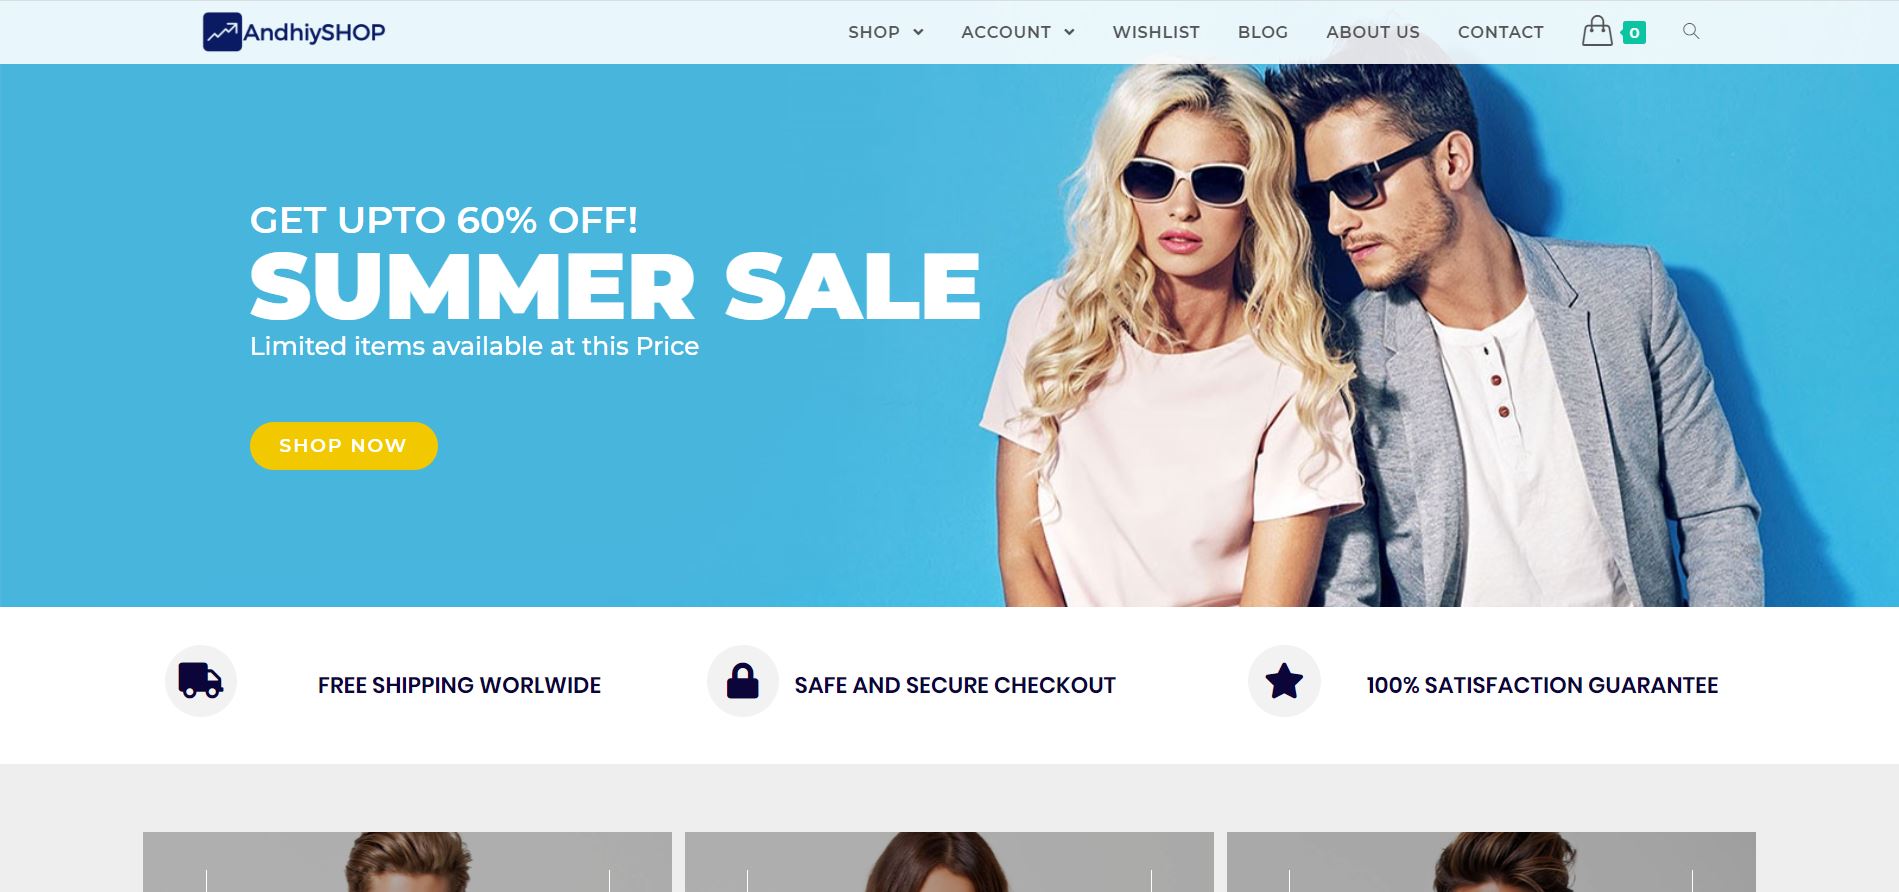 AndhiySHOP
SHOP ACCOUNT WISHLIST BLOG ABOUT US CONTACT 0
GET UPTO 60% OFF!
SUMMER SALE
Limited items available at this Price
SHOP NOW
FREE SHIPPING WORLWIDE
SAFE AND SECURE CHECKOUT
100% SATISFACTION GUARANTEE